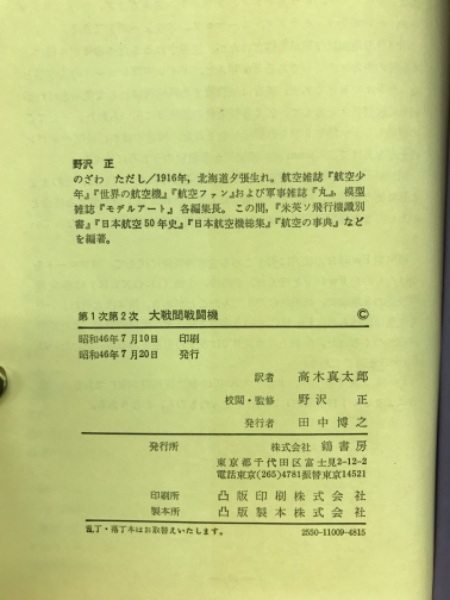 野沢　正
のざわ　ただし／1916年，北海道夕張生れ。航空雑誌『航空少
年』『世界の航空機』『航空ファン』および軍事雑誌『丸』，模型
雑誌『モデルアート』各編集長。この間，『米英ソ飛行機識別
書』『日本航空50年史』『日本航空機総集』『航空の事典』など
を編著。
第1次第2次　大戦間戦闘機　©
昭和46年7月10日　印刷
昭和46年7月20日　発行
訳者　高木真太郎
校閲・監修　野沢　正
発行者　田中博之
発行所　株式会社　鶴書房
東京都千代田区富士見2-12-2
電話東京(265)4781振替東京14521
印刷所　凸版印刷株式会社
製本所　凸版製本株式会社
乱丁・落丁本はお取替えいたします。　2550-11009-4815